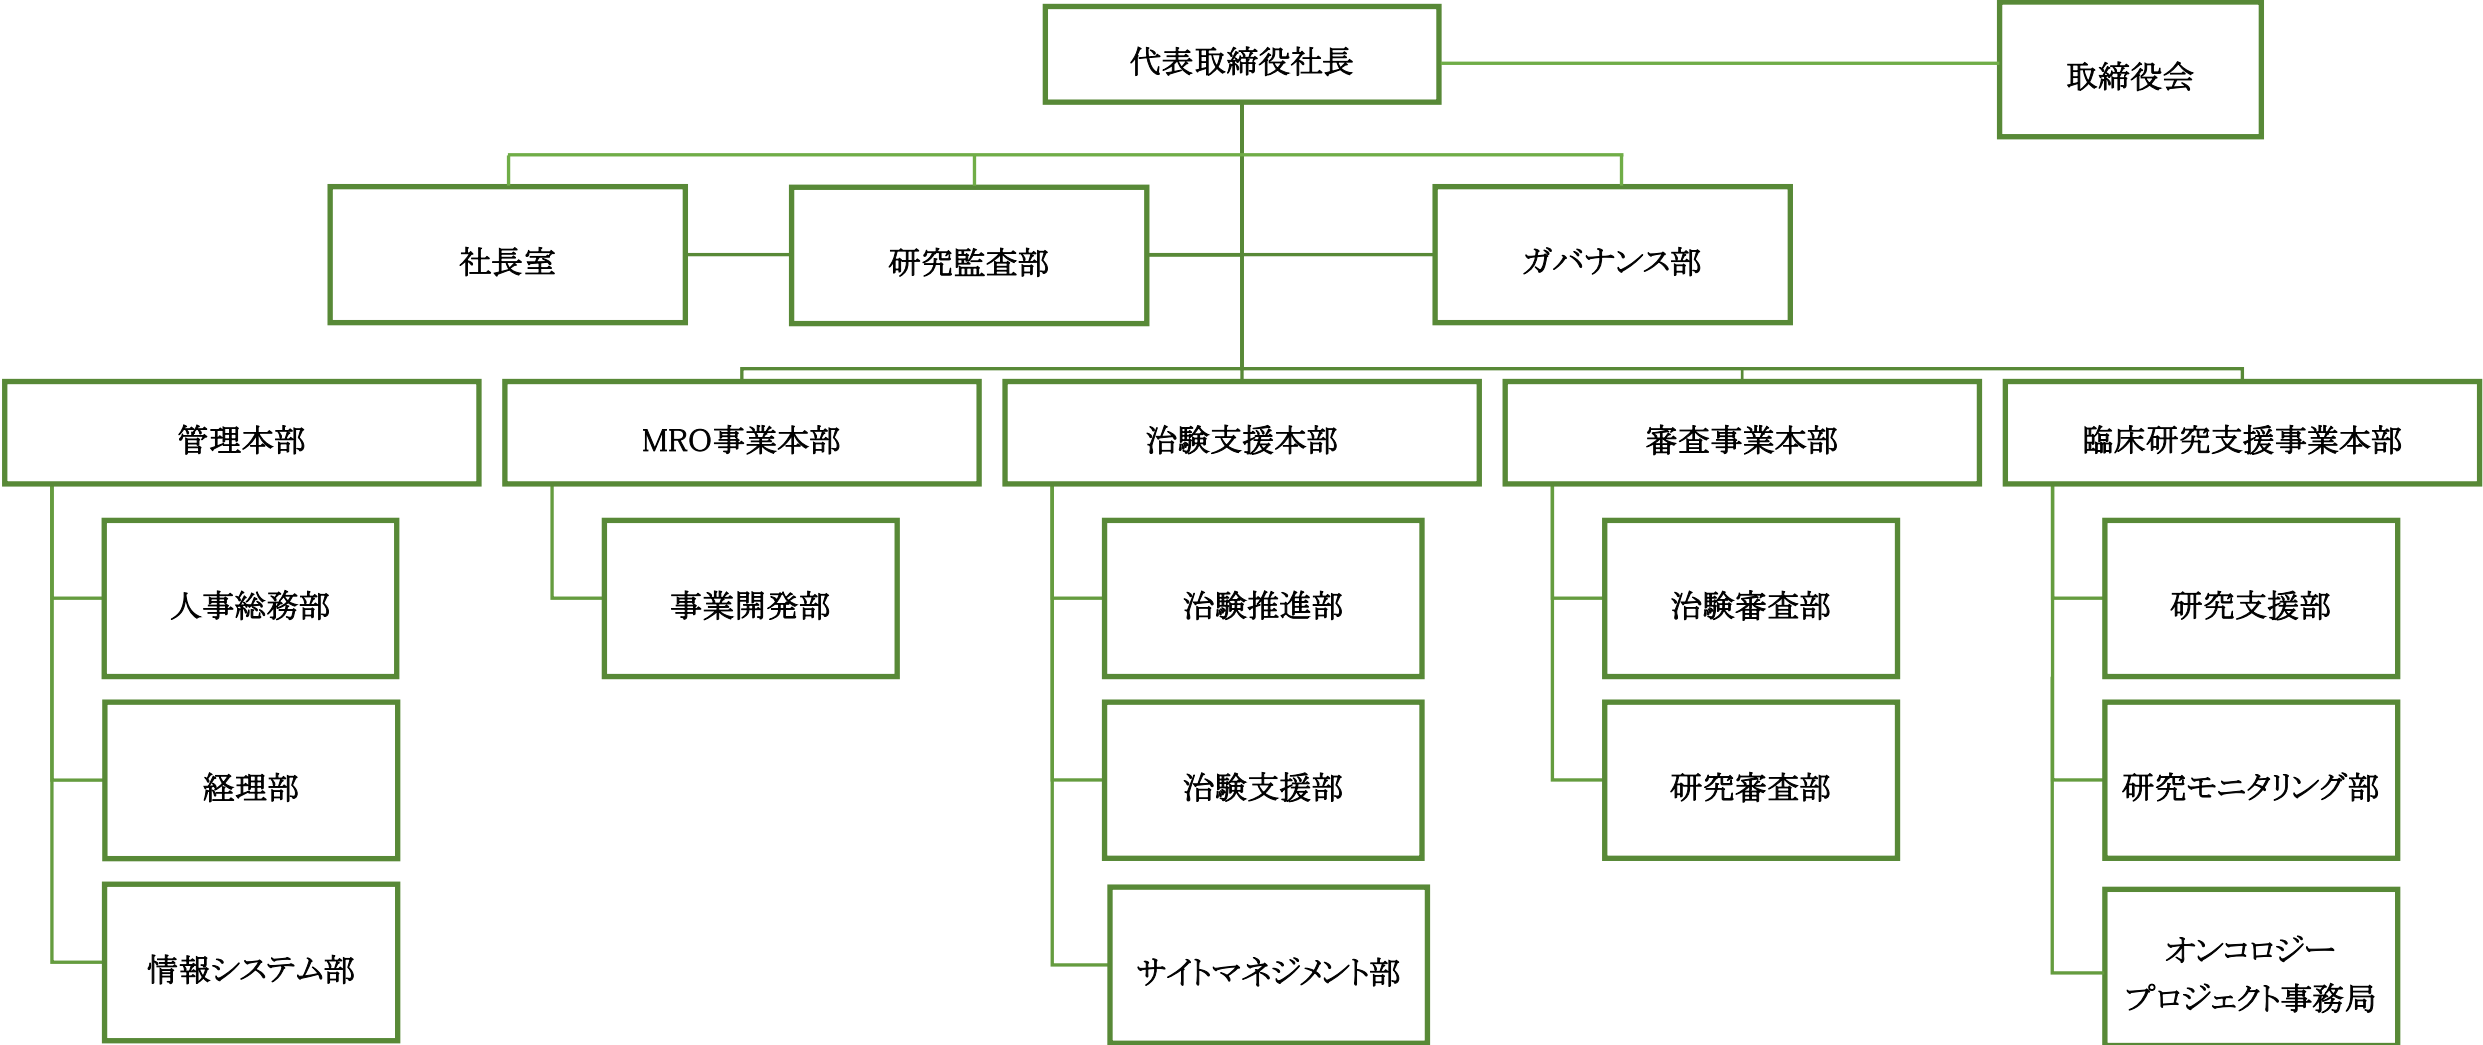 代表取締役社長
取締役会
社長室
研究監査部
ガバナンス部
管理本部
MRO事業本部
治験支援本部
審査事業本部
臨床研究支援事業本部
人事総務部
事業開発部
治験推進部
治験審査部
研究支援部
経理部
治験支援部
研究審査部
研究モニタリング部
情報システム部
サイトマネジメント部
オンコロジー
プロジェクト事務局